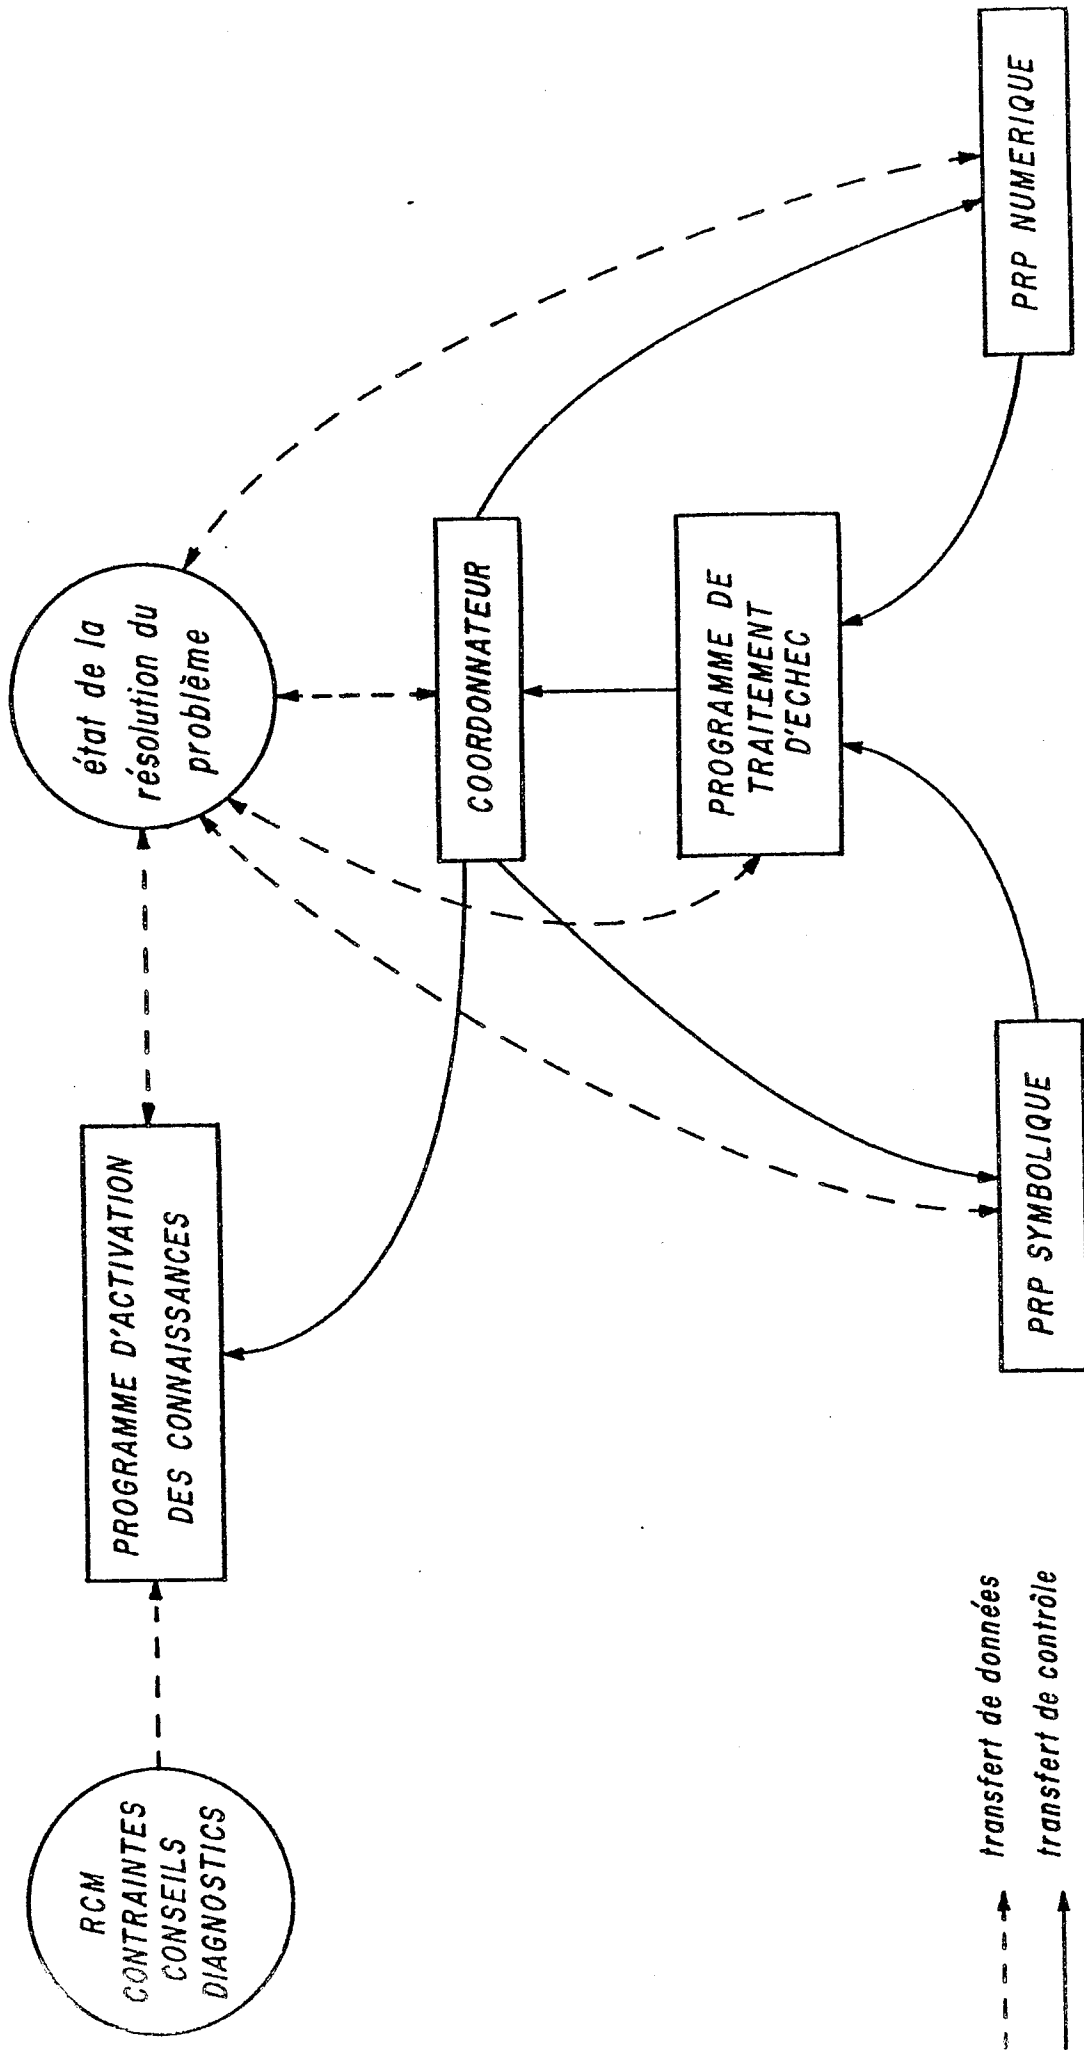 RCM
CONTRAINTES
CONSEILS
DIAGNOSTICS
PROGRAMME D'ACTIVATION
DES CONNAISSANCES
état de la
résolution du
problème
COORDONNATEUR
PROGRAMME DE
TRAITEMENT
D'ECHEC
PRP SYMBOLIQUE
PRP NUMERIQUE
transfert de données
transfert de contrôle